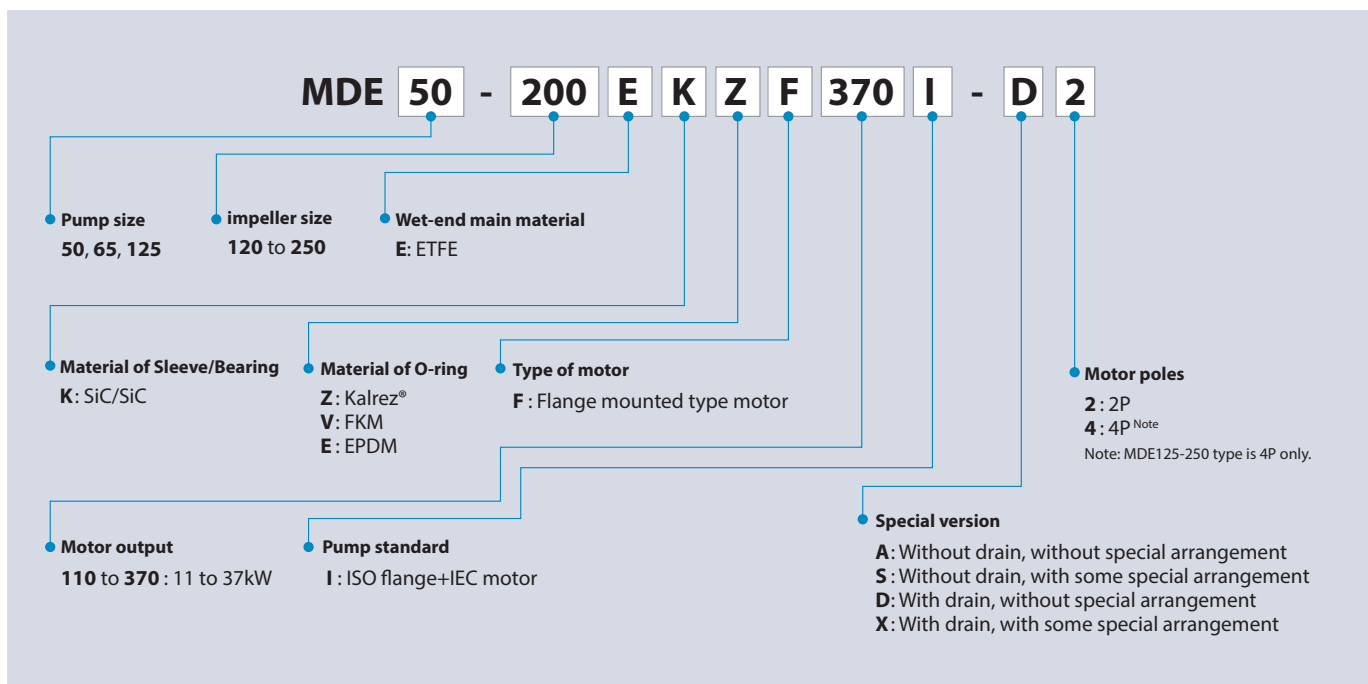 MDE 50 - 200 E K Z F 370 I - D 2
Pump size
50, 65, 125
impeller size
120 to 250
Wet-end main material
E: ETFE
Material of Sleeve/Bearing
K: SiC/SiC
Material of O-ring
Z: Kalrez®
V: FKM
E: EPDM
Type of motor
F: Flange mounted type motor
Motor poles
2: 2P
4: 4P Note
Note: MDE125-250 type is 4P only.
Motor output
110 to 370: 11 to 37kW
Pump standard
I: ISO flange+IEC motor
Special version
A: Without drain, without special arrangement
S: Without drain, with some special arrangement
D: With drain, without special arrangement
X: With drain, with some special arrangement